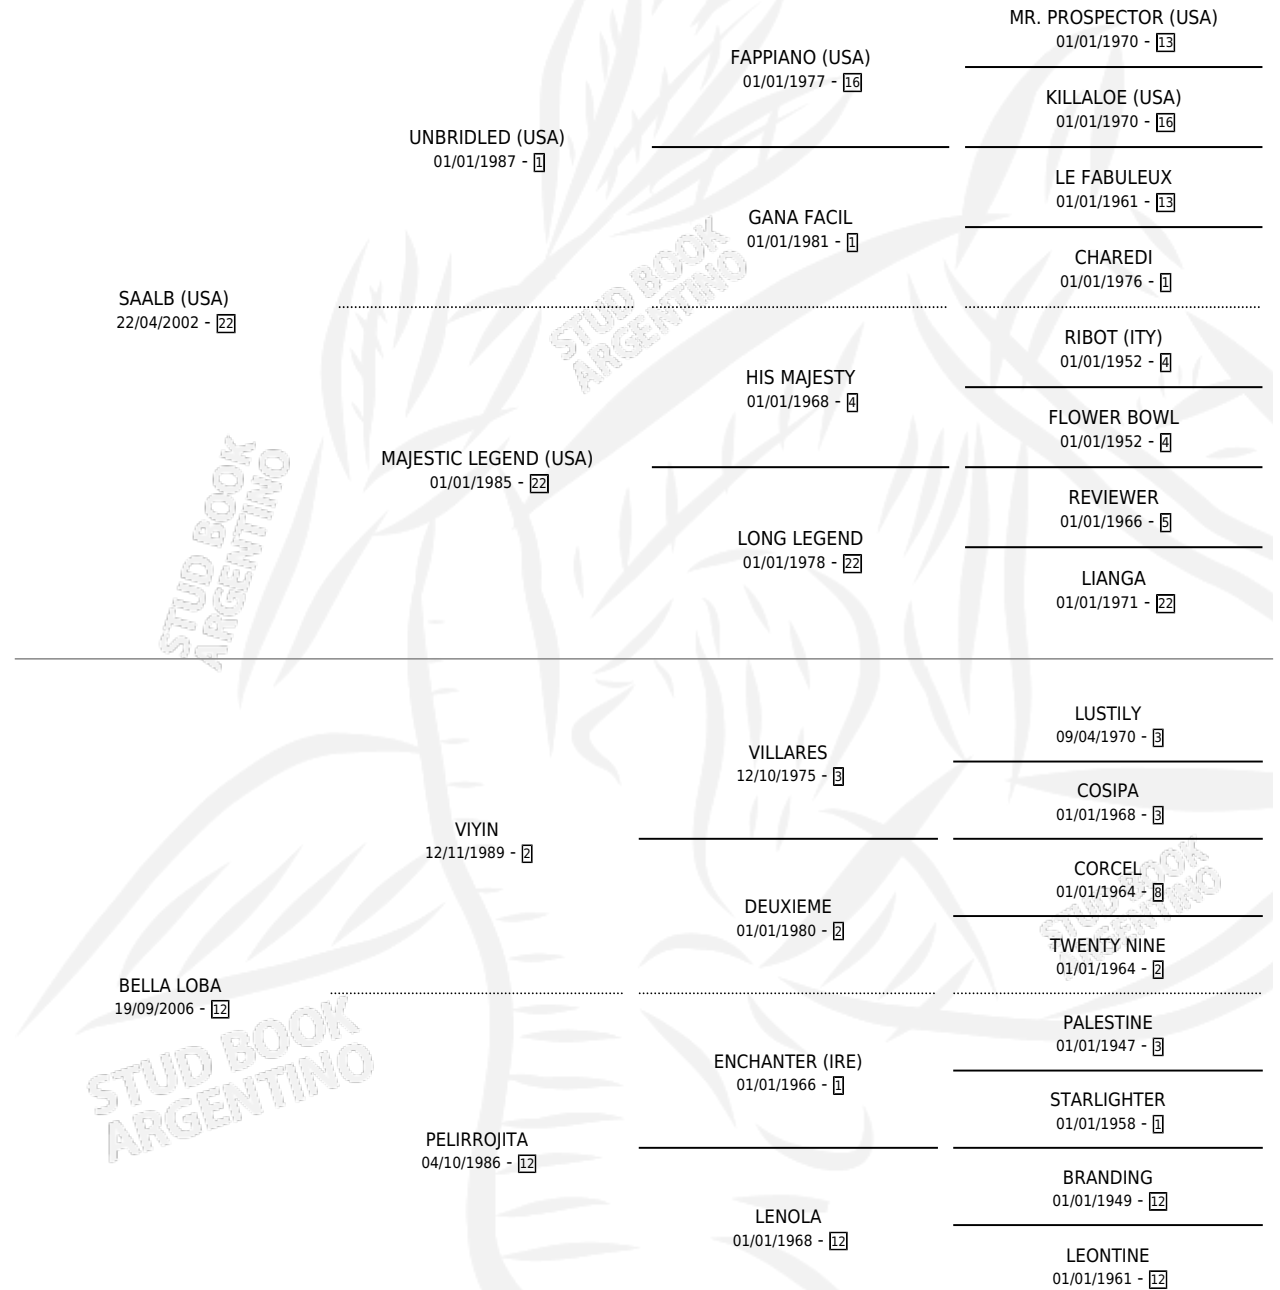 MR. PROSPECTOR (USA)
01/01/1970 - 13
FAPPIANO (USA)
01/01/1977 - 16
KILLALOE (USA)
01/01/1970 - 16
UNBRIDLED (USA)
01/01/1987 - 1
LE FABULEUX
01/01/1961 - 13
GANA FACIL
01/01/1981 - 1
CHAREDI
01/01/1976 - 1
SAALB (USA)
22/04/2002 - 22
RIBOT (ITY)
01/01/1952 - 4
HIS MAJESTY
01/01/1968 - 4
FLOWER BOWL
01/01/1952 - 4
MAJESTIC LEGEND (USA)
01/01/1985 - 22
REVIEWER
01/01/1966 - 5
LONG LEGEND
01/01/1978 - 22
LIANGA
01/01/1971 - 22
STUD BOOK
ARGENTINO
STUD BOOK
ARGENTINO
LUSTILY
09/04/1970 - 3
VILLARES
12/10/1975 - 3
COSIPA
01/01/1968 - 3
VIYIN
12/11/1989 - 2
CORCEL
01/01/1964 - 8
DEUXIEME
01/01/1980 - 2
TWENTY NINE
01/01/1964 - 2
STUD BOOK
ARGENTINO
BELLA LOBA
19/09/2006 - 12
PALESTINE
01/01/1947 - 3
ENCHANTER (IRE)
01/01/1966 - 1
STARLIGHTER
01/01/1958 - 1
PELIRROJITA
04/10/1986 - 12
BRANDING
01/01/1949 - 12
LENOLA
01/01/1968 - 12
LEONTINE
01/01/1961 - 12
STUD BOOK
ARGENTINO